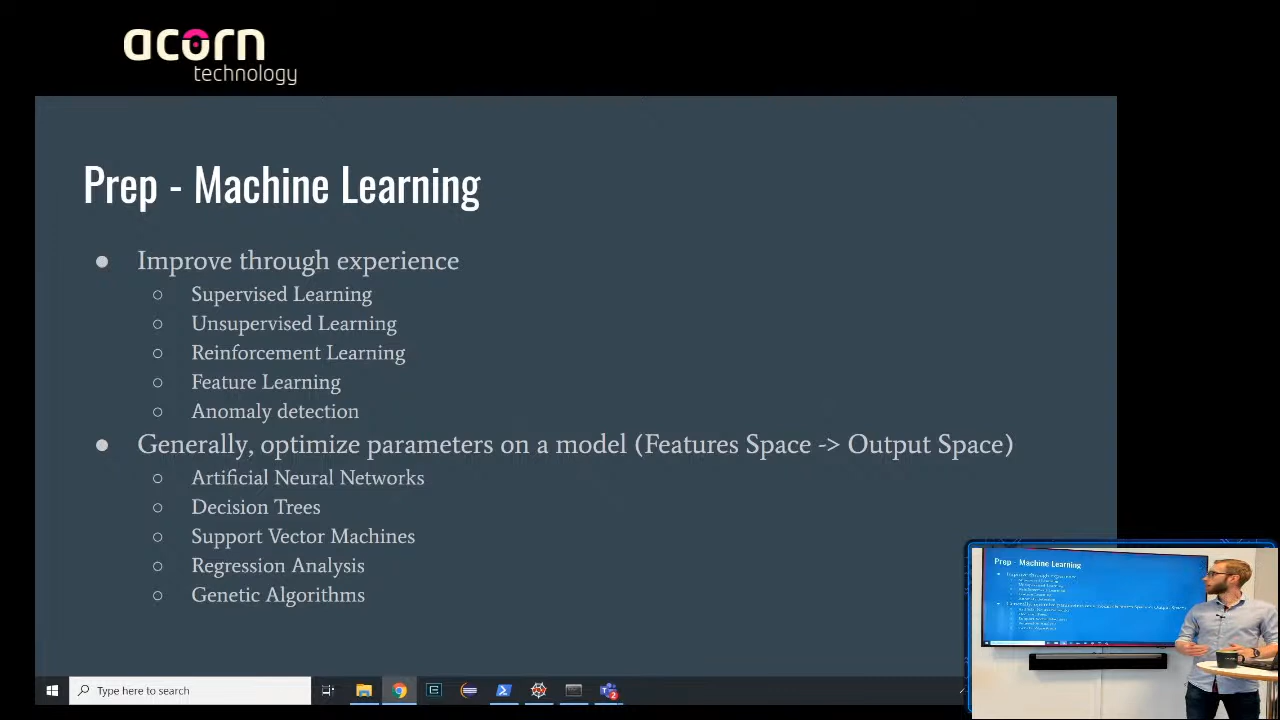 acorn
technology
Prep - Machine Learning
● Improve through experience
○ Supervised Learning
○ Unsupervised Learning
○ Reinforcement Learning
○ Feature Learning
○ Anomaly detection
● Generally, optimize parameters on a model (Features Space -> Output Space)
○ Artificial Neural Networks
○ Decision Trees
○ Support Vector Machines
○ Regression Analysis
○ Genetic Algorithms
Type here to search
2
Prep - Machine Learning